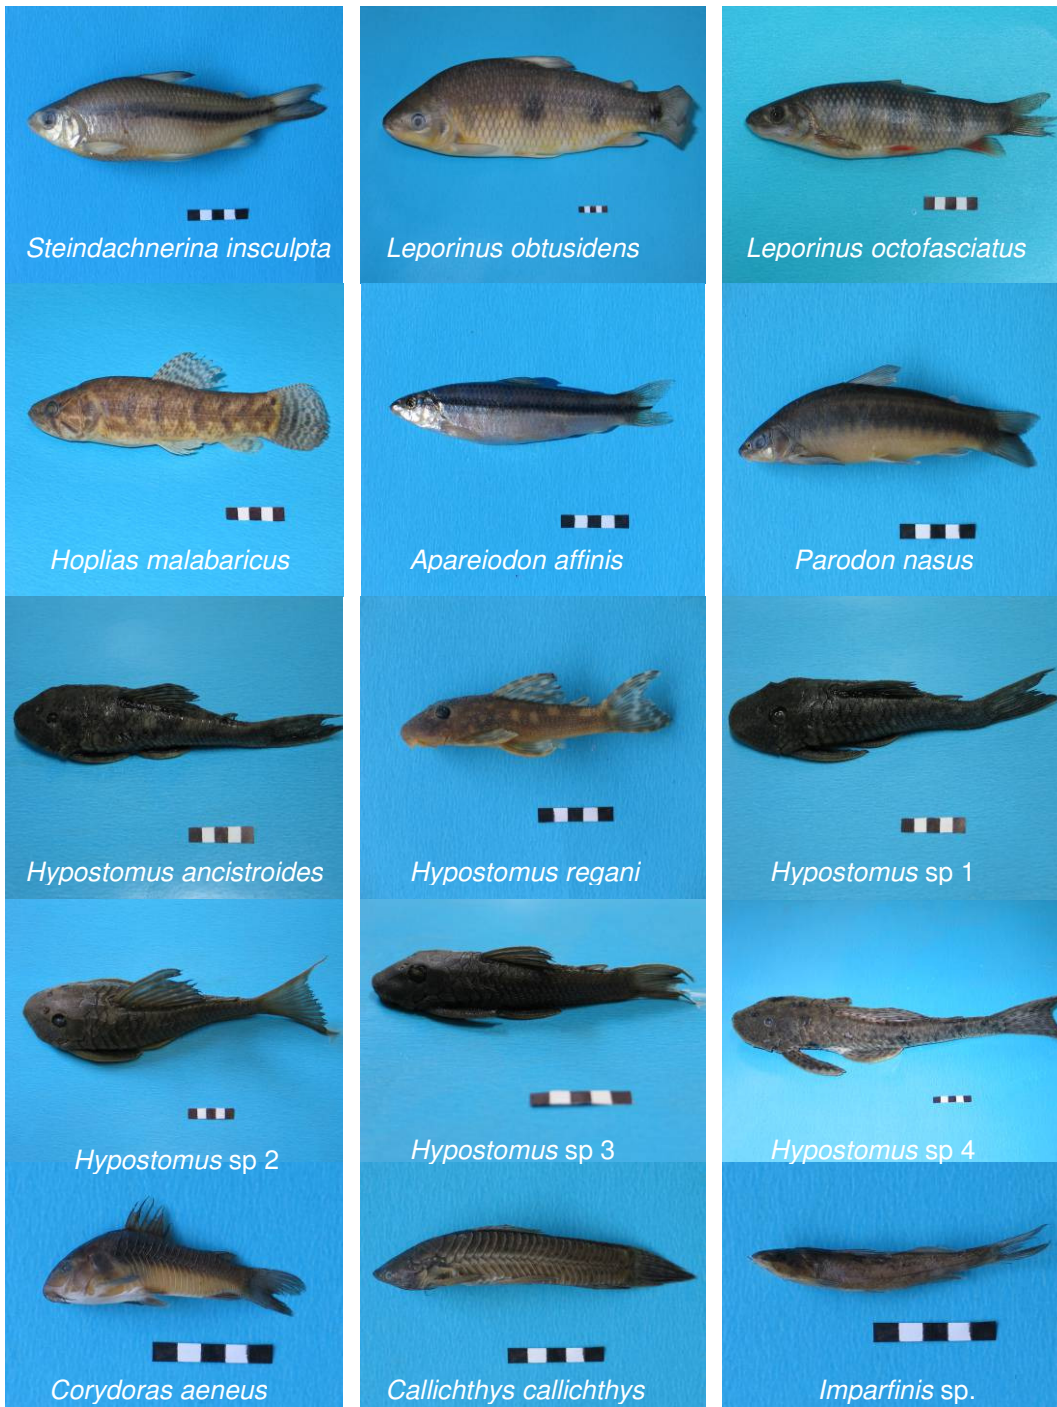 Steindachnerina insculpta
Leporinus obtusidens
Leporinus octofasciatus
Hoplias malabaricus
Apareiodon affinis
Parodon nasus
Hypostomus ancistroides
Hypostomus regani
Hypostomus sp 1
Hypostomus sp 2
Hypostomus sp 3
Hypostomus sp 4
Corydoras aeneus
Callichthys callichthys
Imparfinis sp.